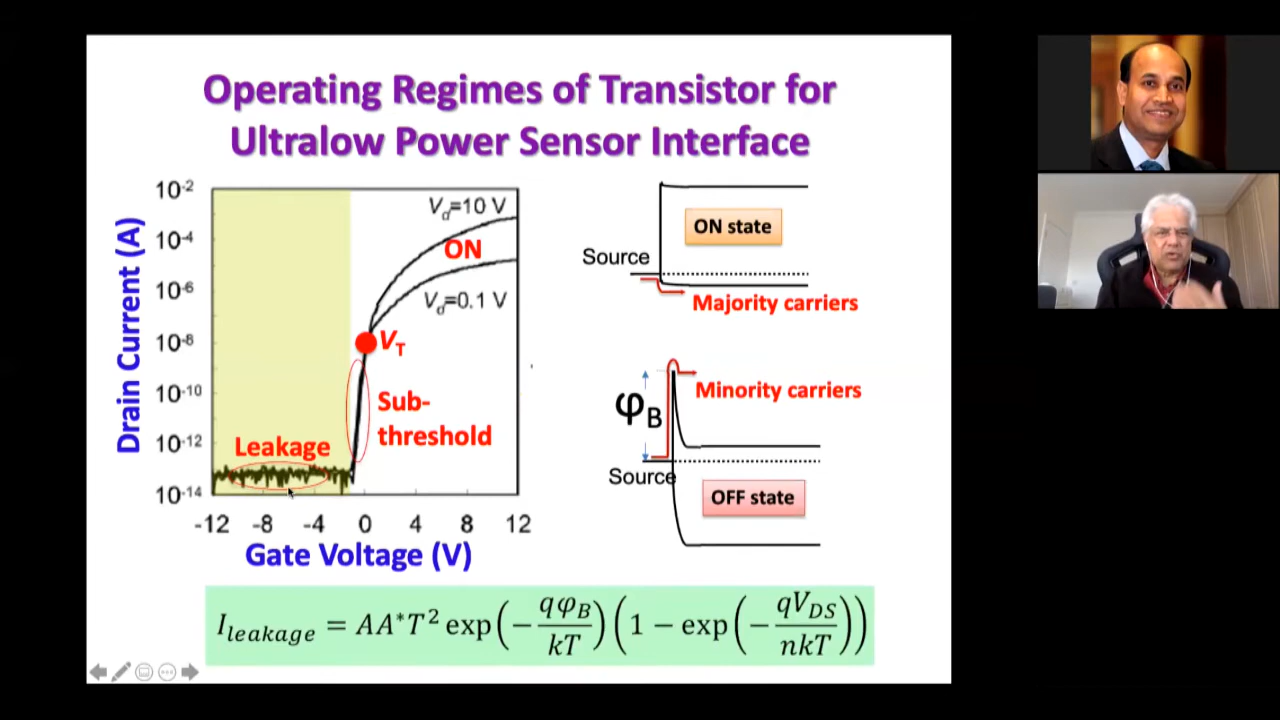 Operating Regimes of Transistor for
Ultralow Power Sensor Interface
Drain Current (A)
10⁻²
10⁻⁴
10⁻⁶
10⁻⁸
10⁻¹⁰
10⁻¹²
10⁻¹⁴
V_d=10 V
ON
V_d=0.1 V
V_T
Sub-
threshold
Leakage
-12 -8 -4 0 4 8 12
Gate Voltage (V)
ON state
Source
Majority carriers
φ_B
Minority carriers
Source
OFF state
I_leakage = AA*T² exp(−qφ_B/kT)(1 − exp(−qV_DS/nkT))